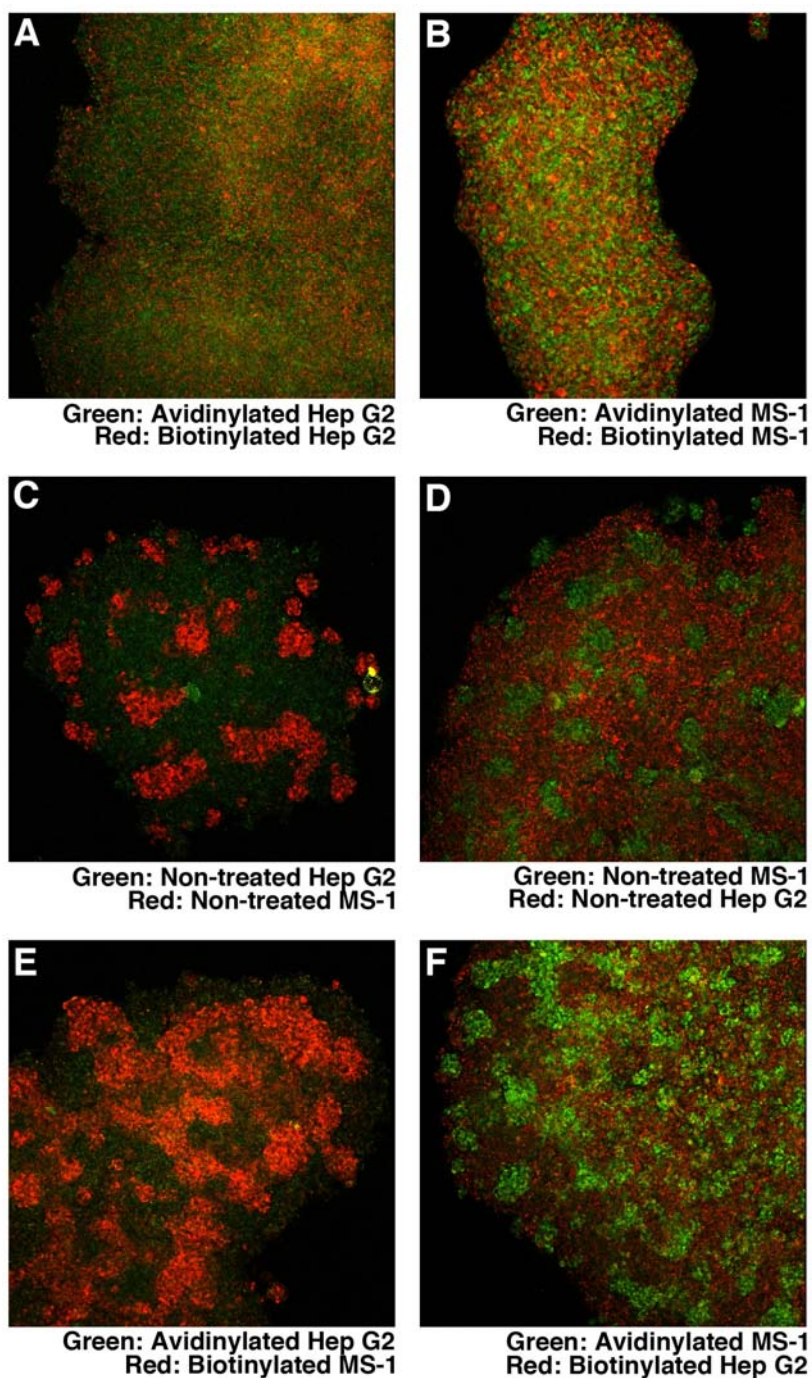 A
B
Green: Avidinylated Hep G2
Red: Biotinylated Hep G2
Green: Avidinylated MS-1
Red: Biotinylated MS-1
C
D
Green: Non-treated Hep G2
Red: Non-treated MS-1
Green: Non-treated MS-1
Red: Non-treated Hep G2
E
F
Green: Avidinylated Hep G2
Red: Biotinylated MS-1
Green: Avidinylated MS-1
Red: Biotinylated Hep G2